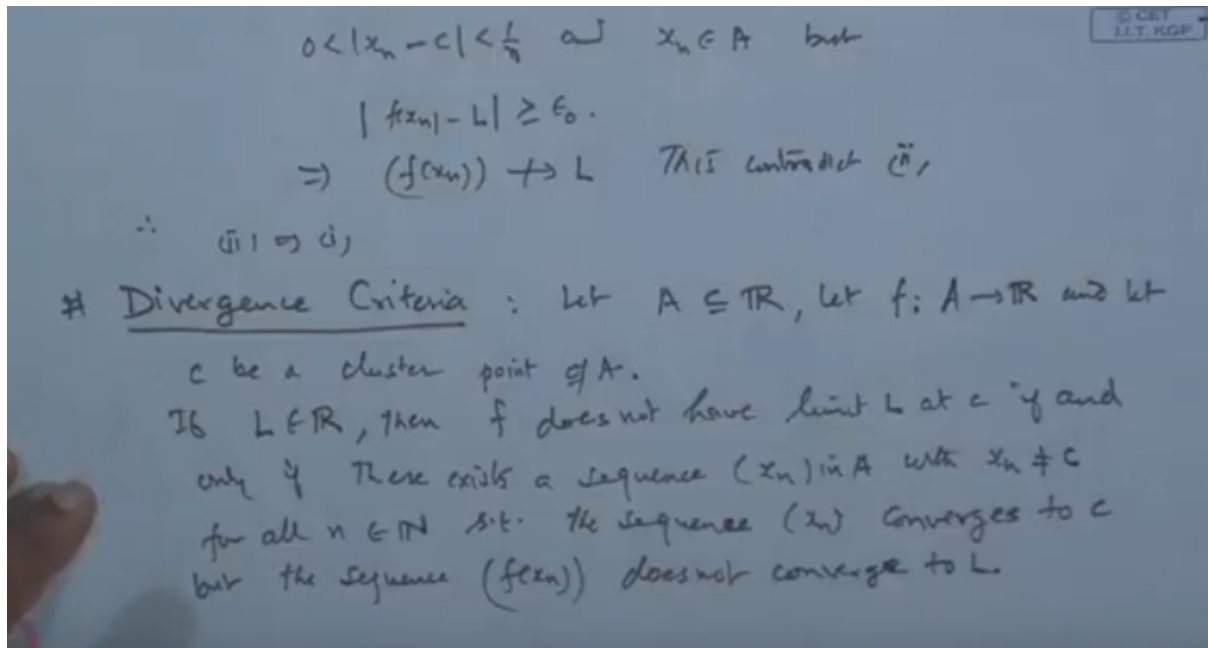 © CET
I.I.T. KGP
0 < |xₙ - c| < 1/n and xₙ ∈ A but
| f(xₙ) - L| ≥ ϵ₀.
⇒ (f(xₙ)) ↛ L This contradict (ii),
∴ (ii) ⇒ (i),
# Divergence Criteria : Let A ⊆ ℝ, let f: A → ℝ and let
c be a cluster point of A.
If L ∈ ℝ, then f does not have limit L at c if and
only if There exists a sequence (xₙ) in A with xₙ ≠ c
for all n ∈ ℕ s.t. the sequence (xₙ) converges to c
but the sequence (f(xₙ)) does not converge to L.